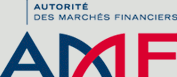 AUTORITÉ
DES MARCHÉS FINANCIERS
AMF